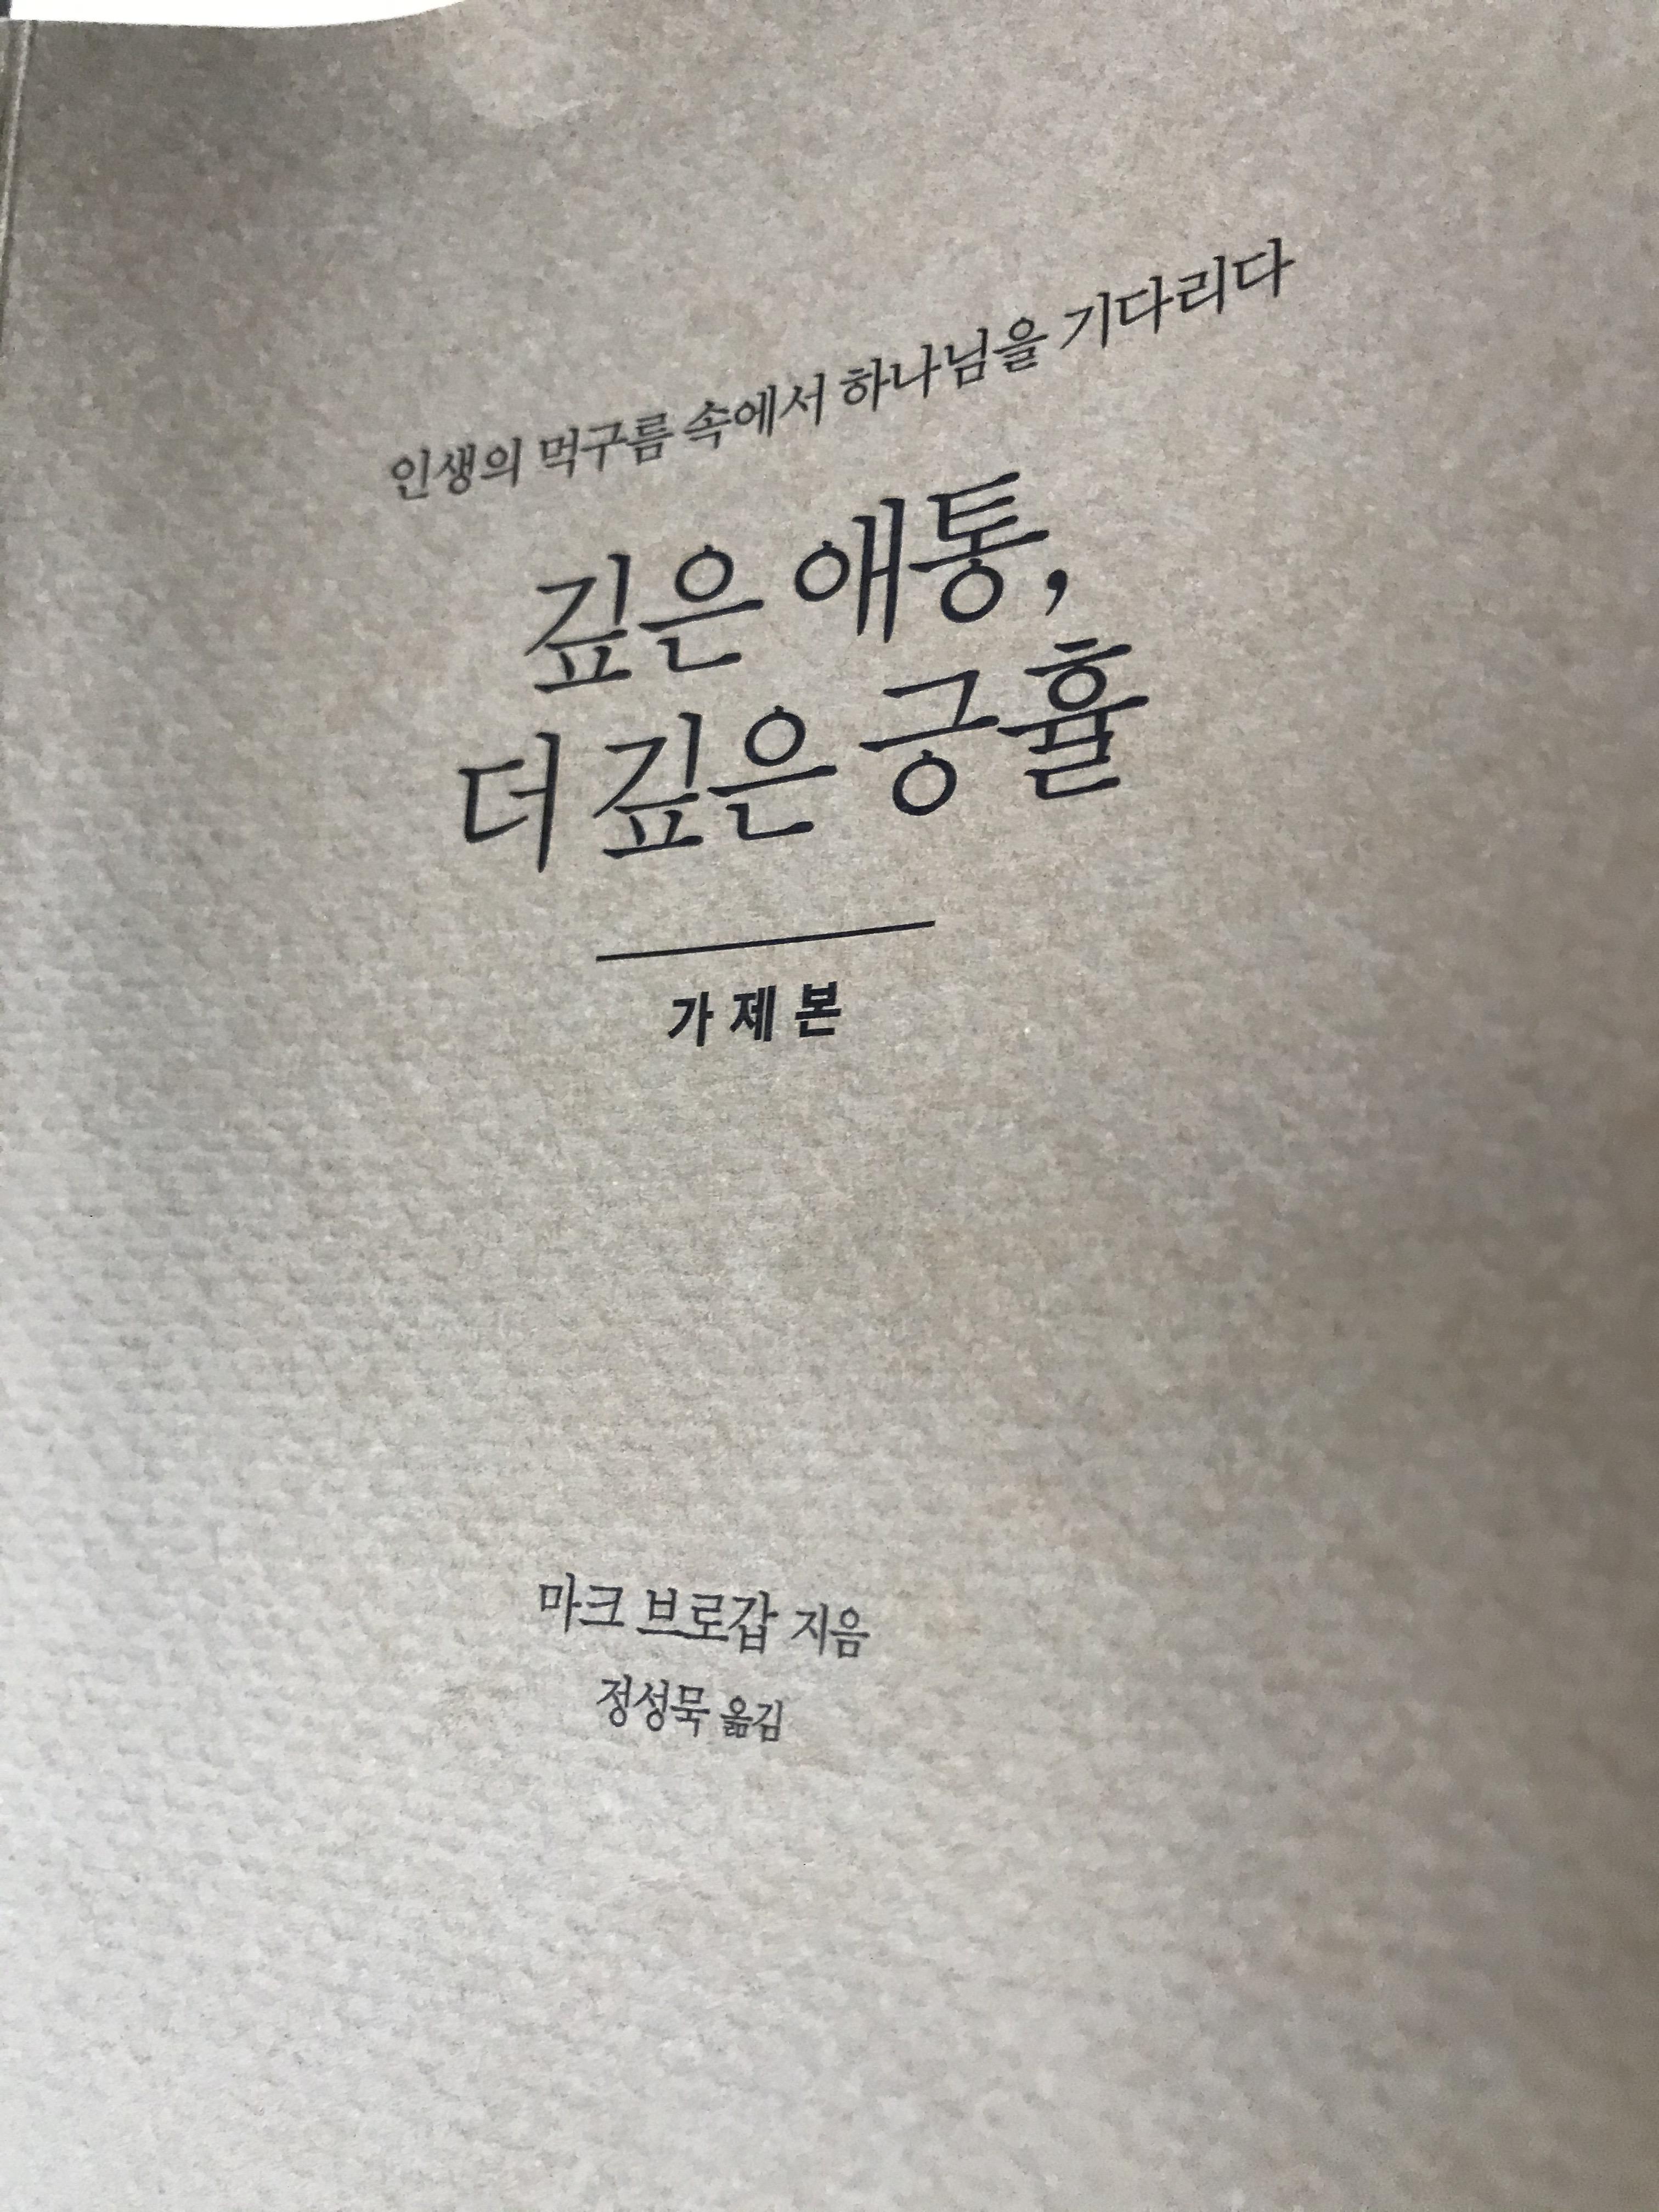 인생의 먹구름 속에서 하나님을 기다리다
깊은 애통,
더 깊은 긍휼
가제본
마크 브로갑 지음
정성묵 옮김